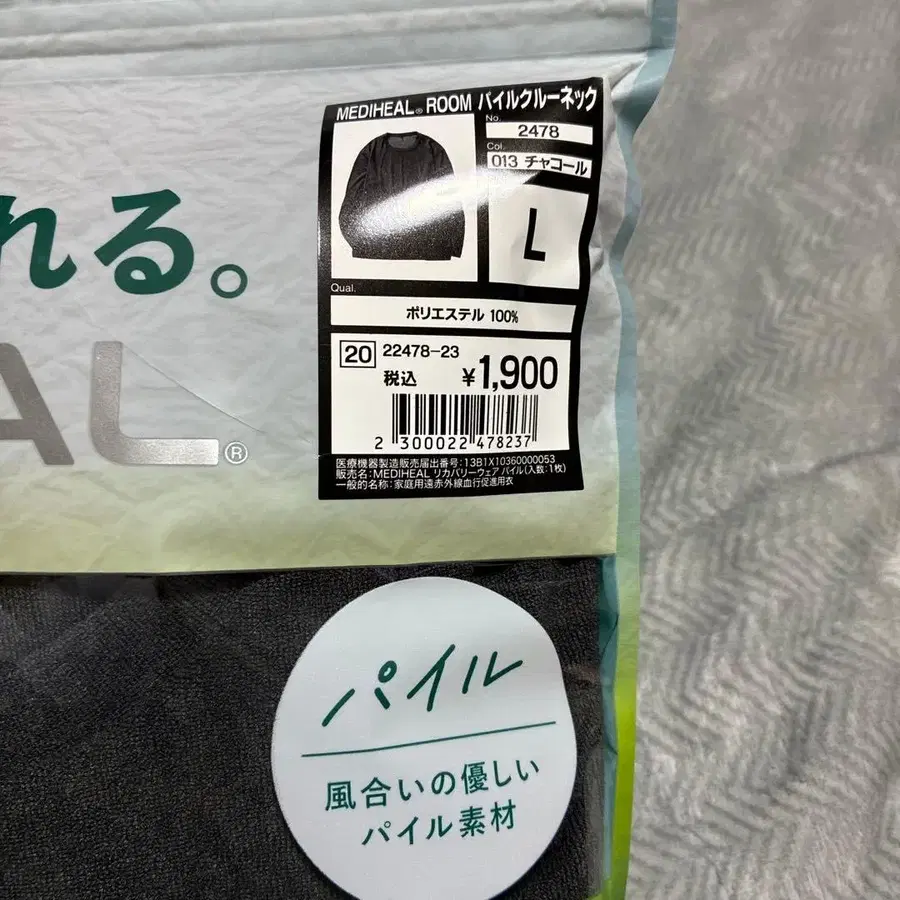 MEDIHEAL® ROOM パイルクルーネック
No.
2478
Col.
013 チャコール
L
Qual.
ポリエステル 100%
20 22478-23
税込 ¥1,900
2 300022 478237
医療機器製造販売届出番号:13B1X10360000053
販売名:MEDIHEAL リカバリーウェア パイル(入数:1枚)
一般的名称:家庭用遠赤外線血行促進用衣
れる。
AL®
パイル
風合いの優しい
パイル素材